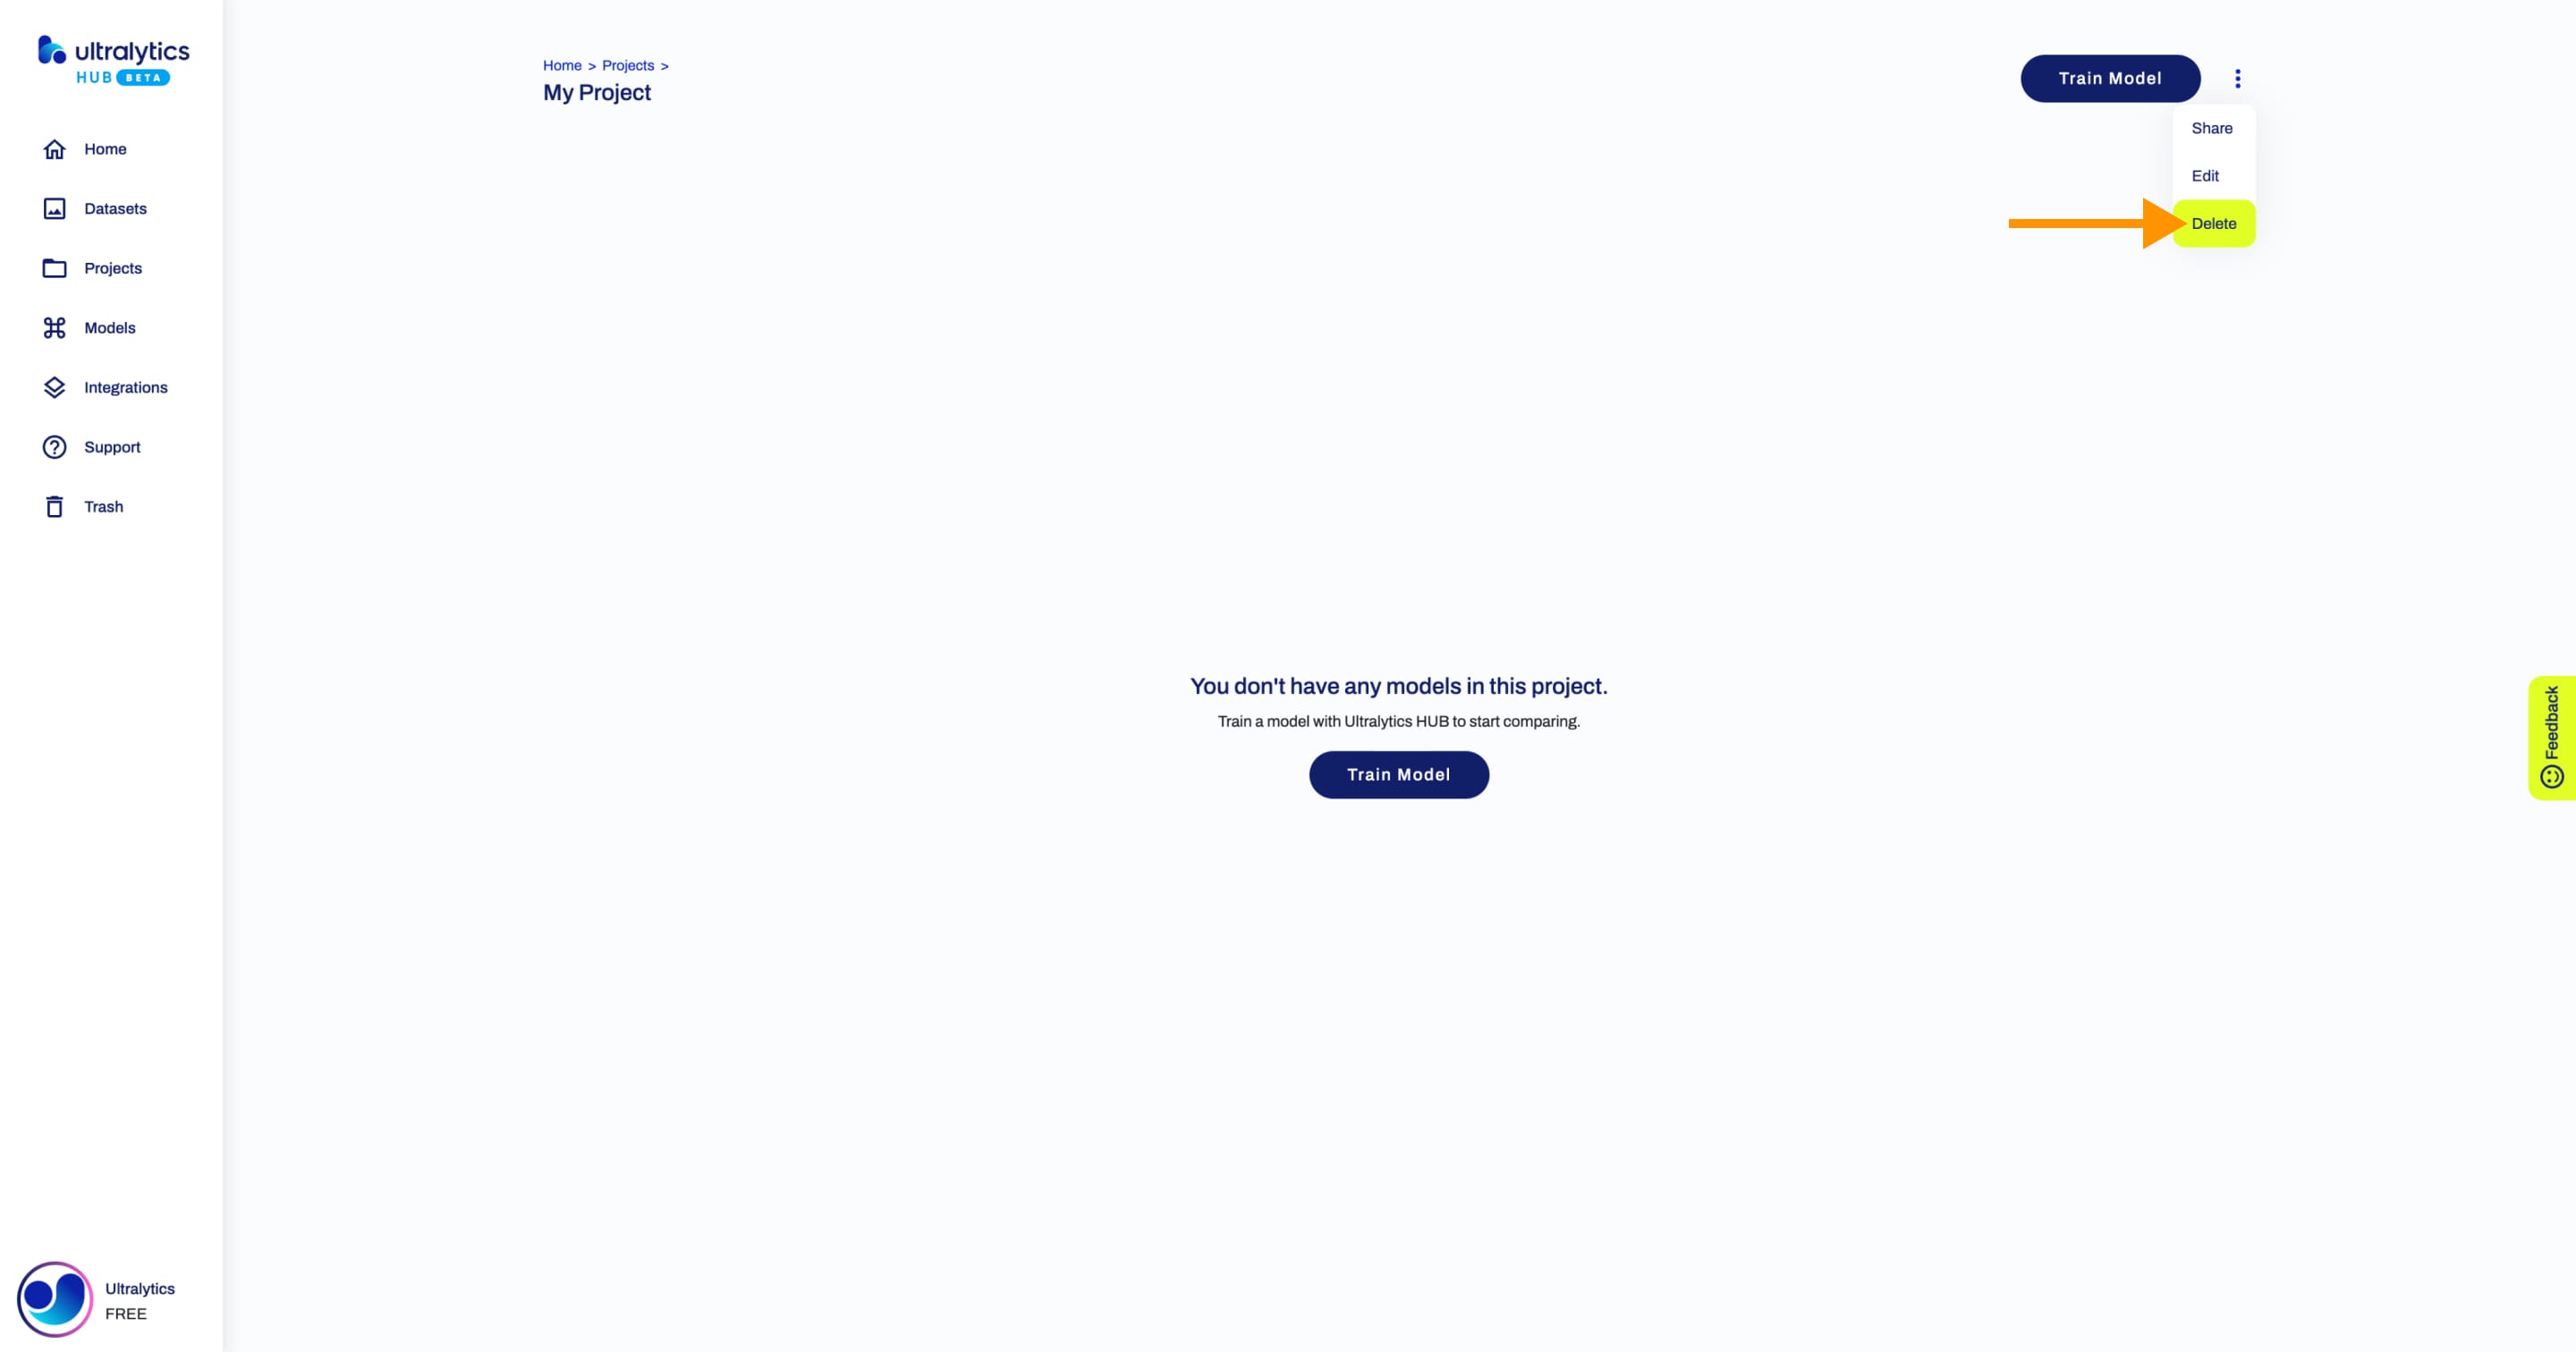 ultralytics
HUB BETA
Home
Datasets
Projects
Models
Integrations
Support
Trash
Ultralytics
FREE
Home > Projects >
My Project
Train Model
Share
Edit
Delete
You don't have any models in this project.
Train a model with Ultralytics HUB to start comparing.
Train Model
Feedback